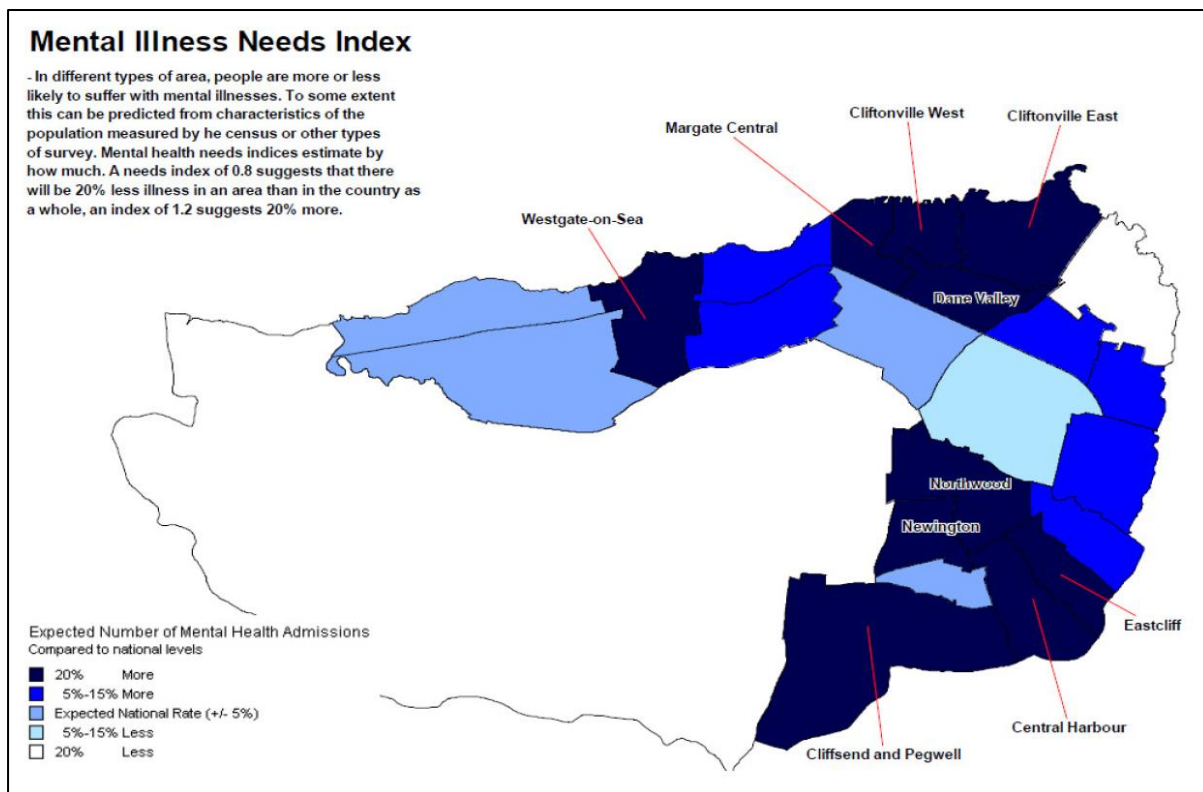 Mental Illness Needs Index
- In different types of area, people are more or less
likely to suffer with mental illnesses. To some extent
this can be predicted from characteristics of the
population measured by he census or other types
of survey. Mental health needs indices estimate by
how much. A needs index of 0.8 suggests that there
will be 20% less illness in an area than in the country as
a whole, an index of 1.2 suggests 20% more.
Cliftonville West
Cliftonville East
Margate Central
Westgate-on-Sea
Dane Valley
Northwood
Newington
Eastcliff
Central Harbour
Cliffsend and Pegwell
Expected Number of Mental Health Admissions
Compared to national levels
20% More
5%-15% More
Expected National Rate (+/- 5%)
5%-15% Less
20% Less